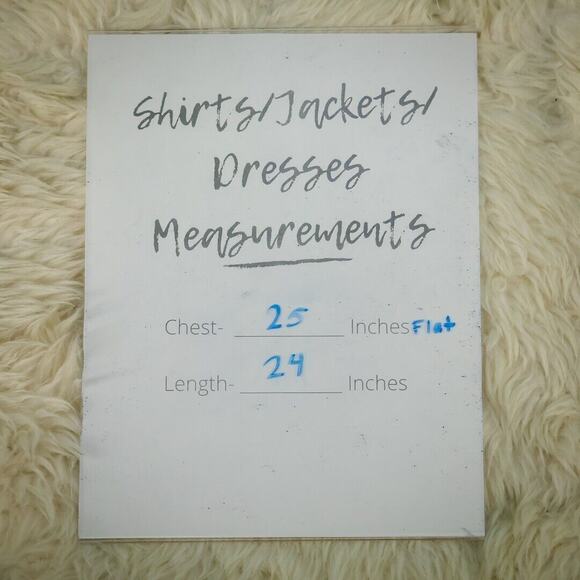 Shirts/Jackets/
Dresses
Measurements
Chest- 25 Inches Flat
Length- 24 Inches